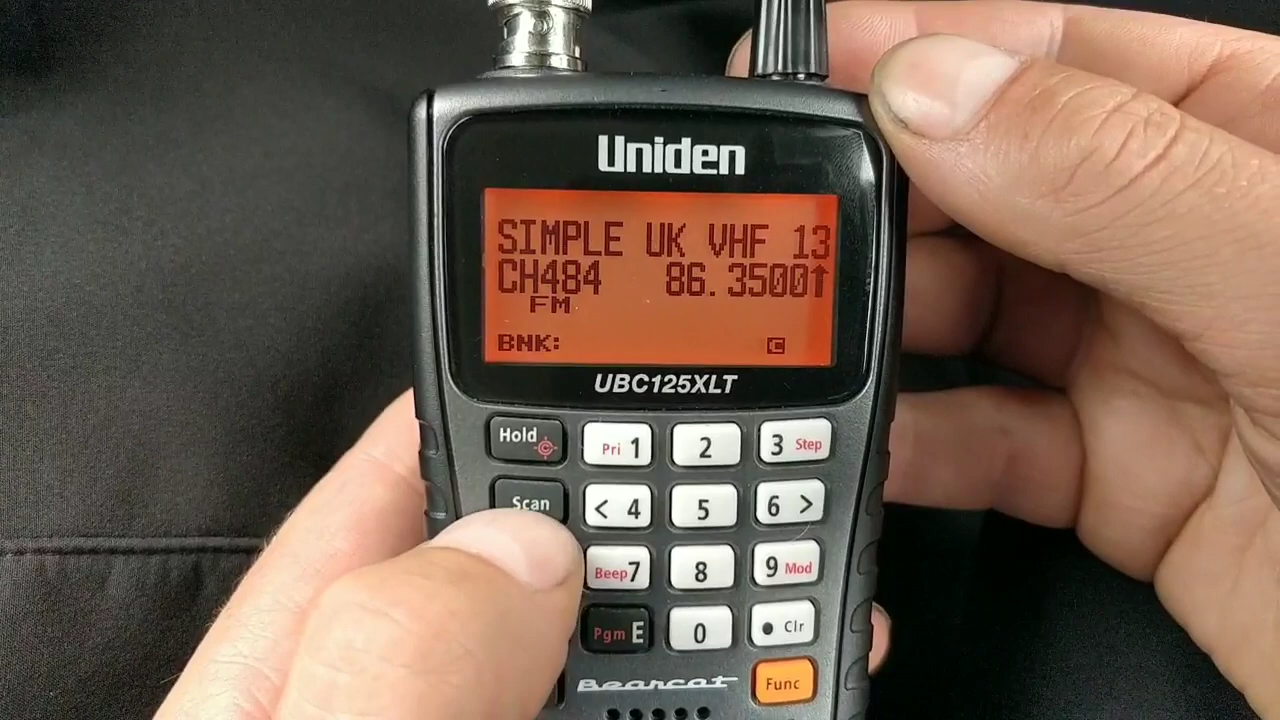 Uniden
SIMPLE UK VHF 13
CH484 86.3500↑
FM
BNK: C
UBC125XLT
Hold C Pri 1 2 3 Step
Scan < 4 5 6 >
Beep 7 8 9 Mod
Pgm E 0 • Clr
Bearcat Func